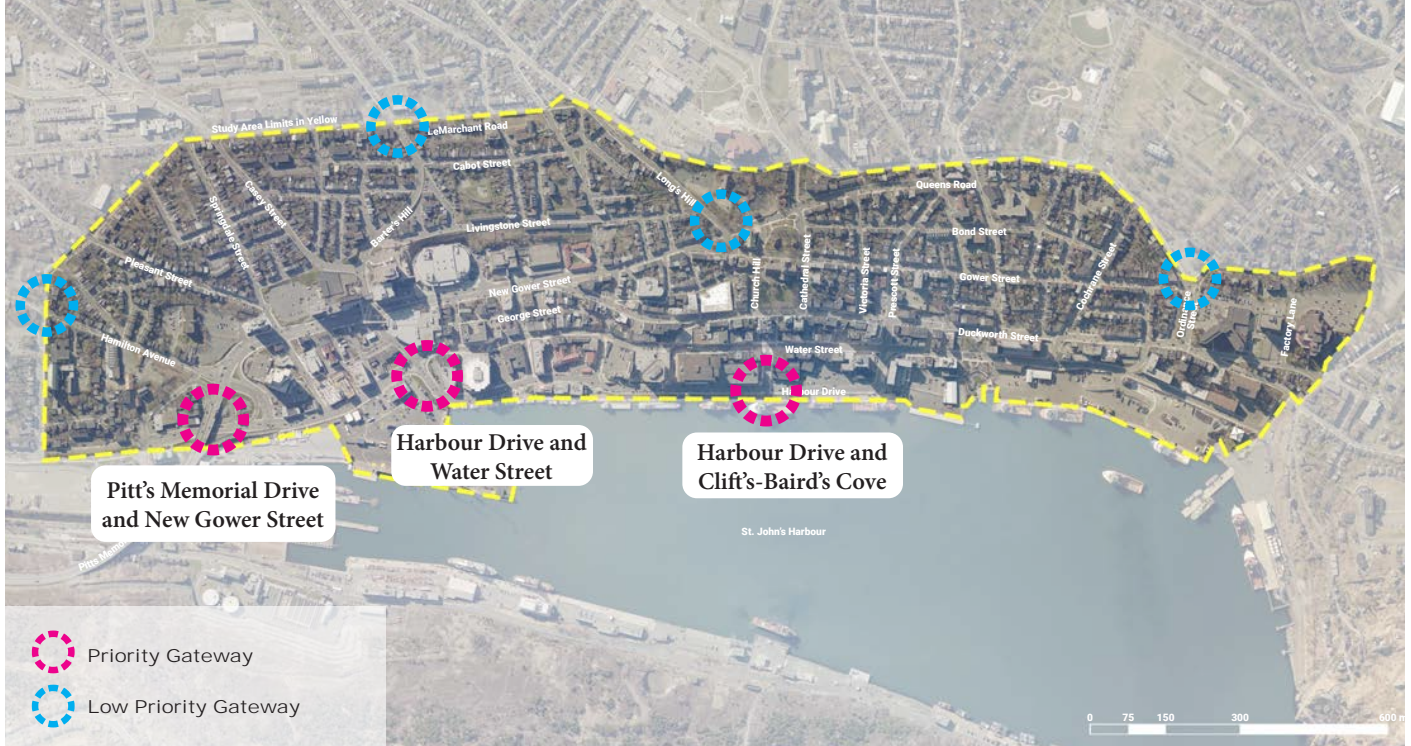 Study Area Limits in Yellow
LeMarchant Road
Cabot Street
Casey Street
Springdale Street
Barter's Hill
Livingstone Street
Long's Hill
Queens Road
Bond Street
Pleasant Street
New Gower Street
George Street
Church Hill
Cathedral Street
Victoria Street
Prescott Street
Gower Street
Cochrane Street
Factory Lane
Hamilton Avenue
Duckworth Street
Water Street
Harbour Drive
Harbour Drive and
Water Street
Harbour Drive and
Clift's-Baird's Cove
Pitt's Memorial Drive
and New Gower Street
St. John's Harbour
Priority Gateway
Low Priority Gateway
0 75 150 300 600 m